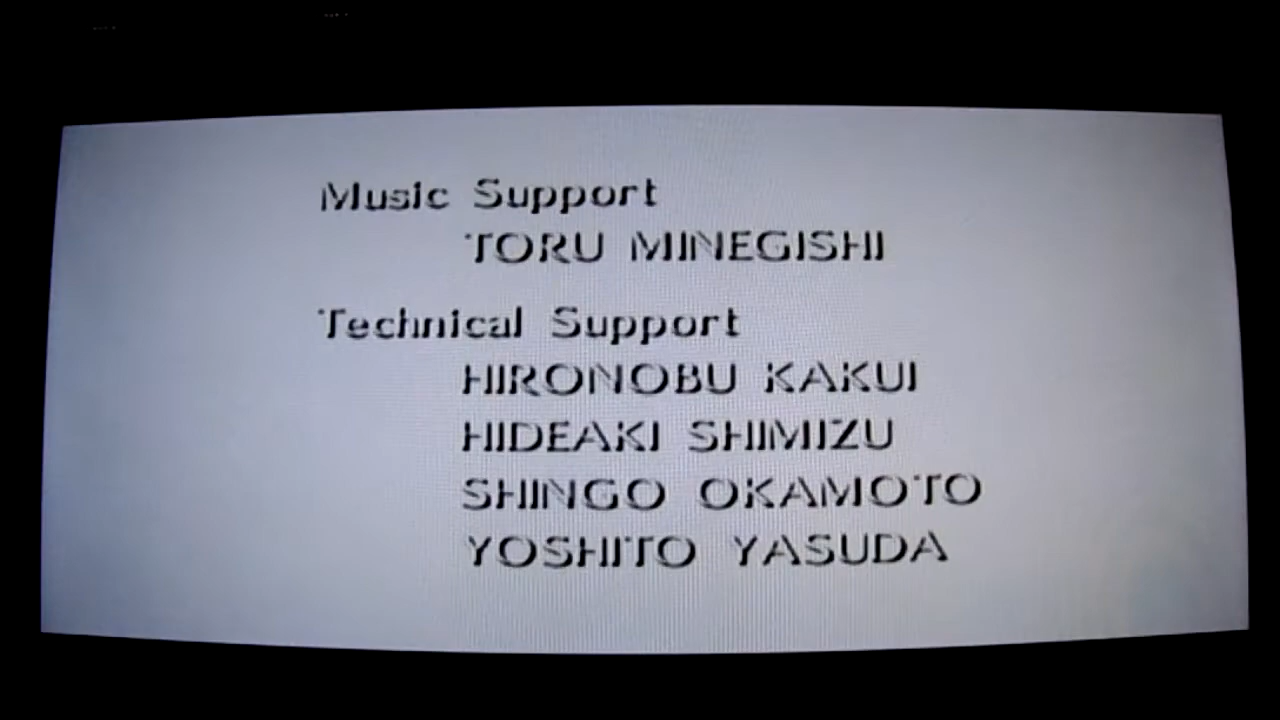 Music Support
TORU MINEGISHI
Technical Support
HIRONOBU KAKUI
HIDEAKI SHIMIZU
SHINGO OKAMOTO
YOSHITO YASUDA